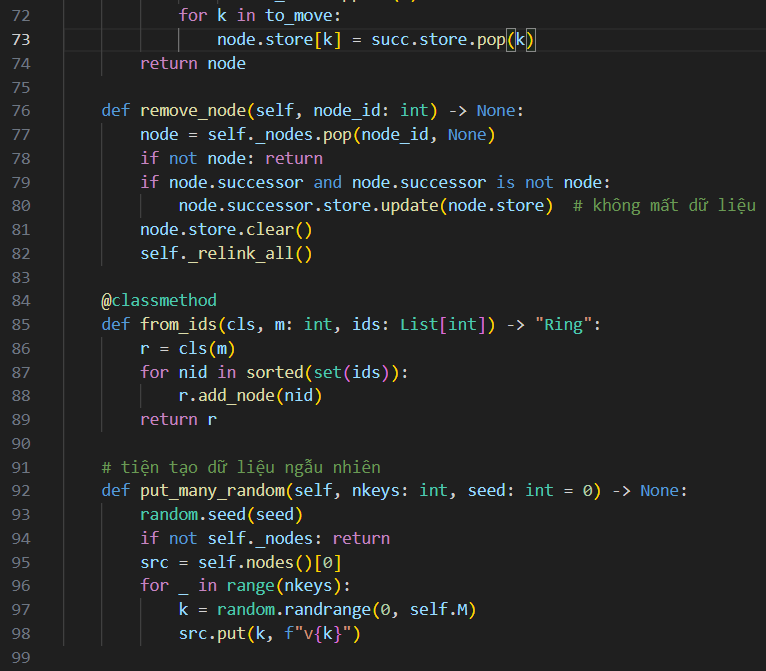 72 for k in to_move:
73 node.store[k] = succ.store.pop(k)
74 return node
75
76 def remove_node(self, node_id: int) -> None:
77 node = self._nodes.pop(node_id, None)
78 if not node: return
79 if node.successor and node.successor is not node:
80 node.successor.store.update(node.store)  # không mất dữ liệu
81 node.store.clear()
82 self._relink_all()
83
84 @classmethod
85 def from_ids(cls, m: int, ids: List[int]) -> "Ring":
86 r = cls(m)
87 for nid in sorted(set(ids)):
88 r.add_node(nid)
89 return r
90
91 # tiện tạo dữ liệu ngẫu nhiên
92 def put_many_random(self, nkeys: int, seed: int = 0) -> None:
93 random.seed(seed)
94 if not self._nodes: return
95 src = self.nodes()[0]
96 for _ in range(nkeys):
97 k = random.randrange(0, self.M)
98 src.put(k, f"v{k}")
99